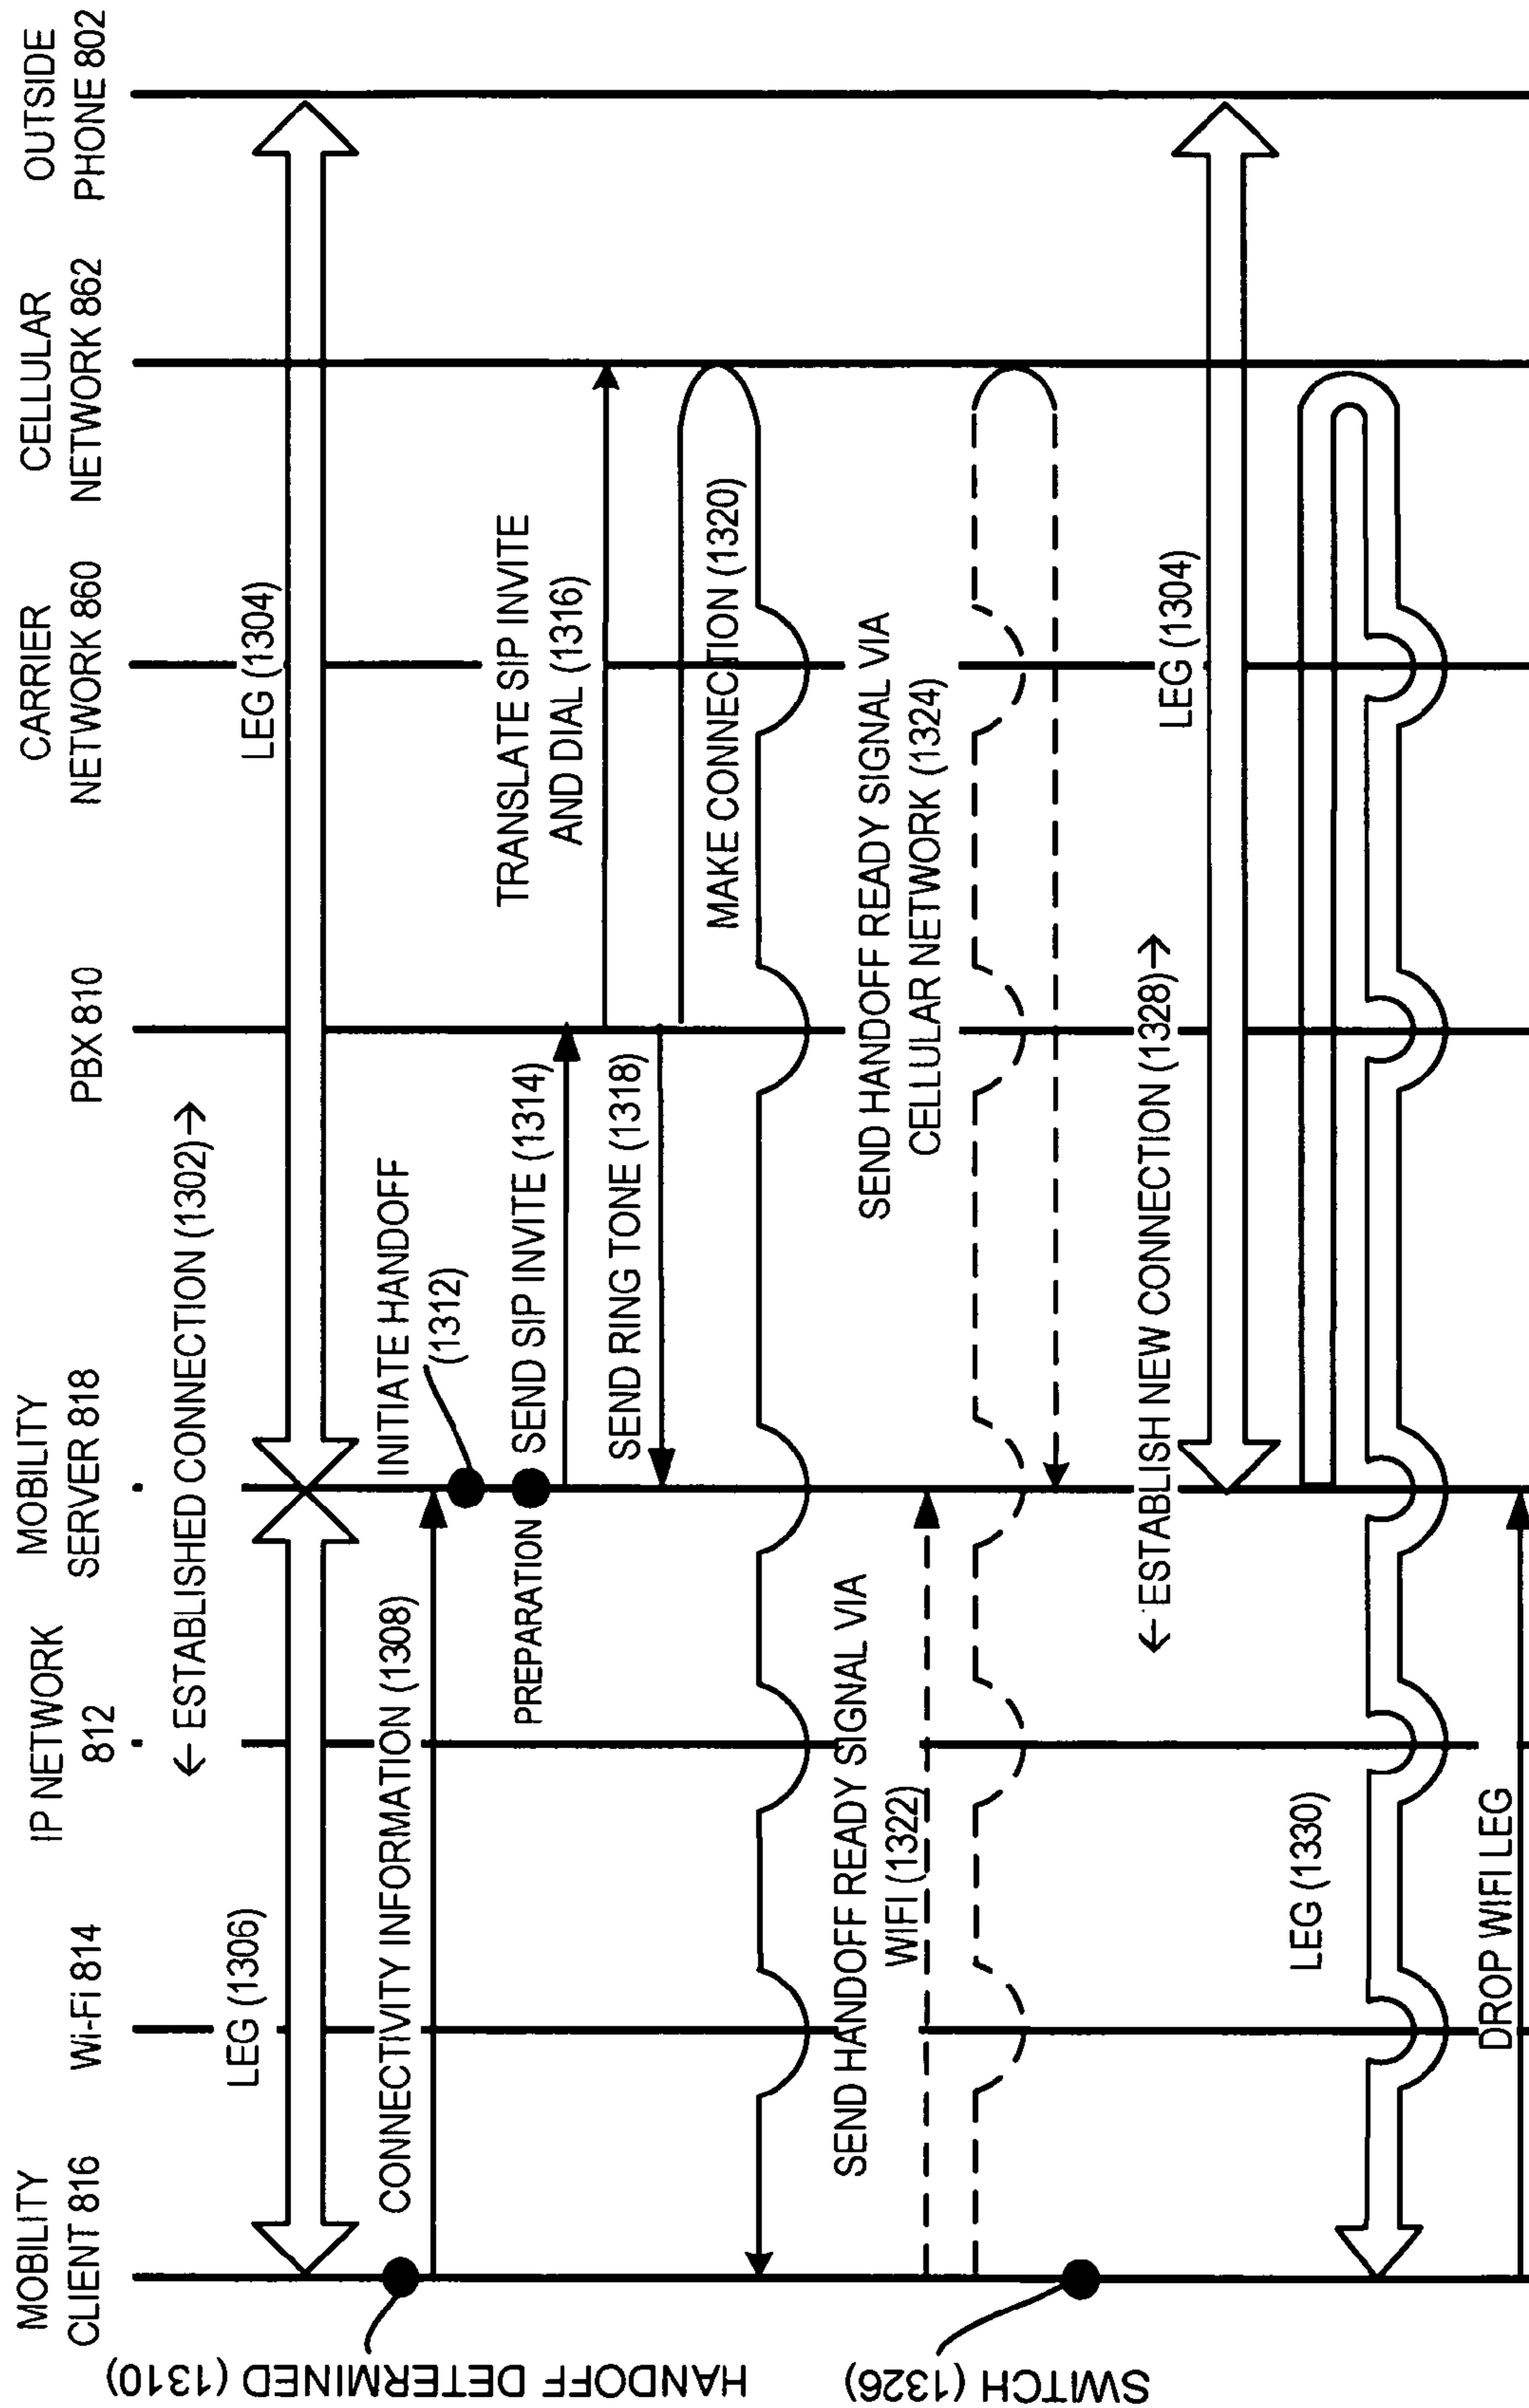 MOBILITY
CLIENT 816
Wi-Fi 814
IP NETWORK
812
MOBILITY
SERVER 818
PBX 810
CARRIER
NETWORK 860
CELLULAR
NETWORK 862
OUTSIDE
PHONE 802
← ESTABLISHED CONNECTION (1302) →
LEG (1306)
LEG (1304)
HANDOFF DETERMINED (1310)
CONNECTIVITY INFORMATION (1308)
INITIATE HANDOFF
(1312)
PREPARATION
SEND SIP INVITE (1314)
TRANSLATE SIP INVITE
AND DIAL (1316)
SEND RING TONE (1318)
MAKE CONNECTION (1320)
SEND HANDOFF READY SIGNAL VIA
WIFI (1322)
SEND HANDOFF READY SIGNAL VIA
CELLULAR NETWORK (1324)
SWITCH (1326)
← ESTABLISH NEW CONNECTION (1328) →
LEG (1304)
LEG (1330)
DROP WIFI LEG